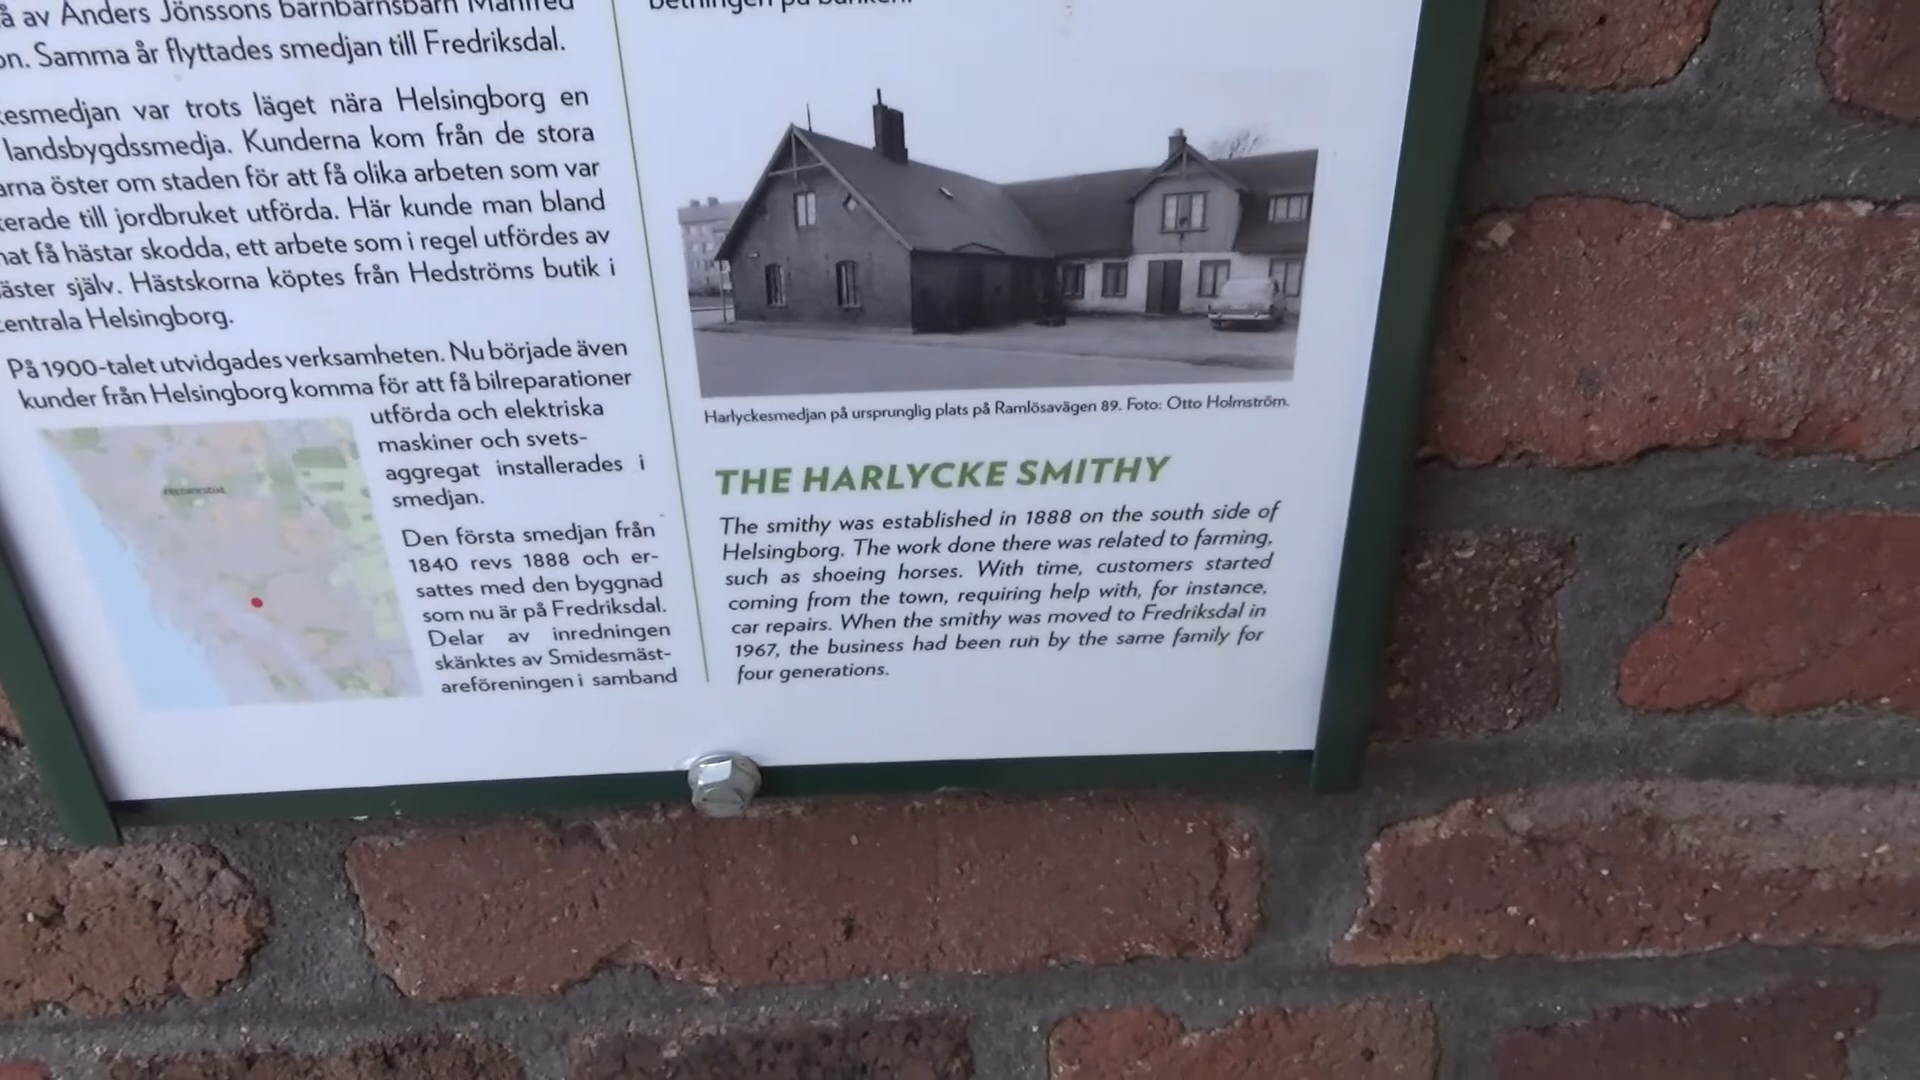 av Anders Jönssons barnbarnsbarn Manfred
Samma år flyttades smedjan till Fredriksdal.
var trots läget nära Helsingborg en
landsbygdssmedja. Kunderna kom från de stora
öster om staden för att få olika arbeten som var
till jordbruket utförda. Här kunde man bland
få hästar skodda, ett arbete som i regel utfördes av
själv. Hästskorna köptes från Hedströms butik i
centrala Helsingborg.
På 1900-talet utvidgades verksamheten. Nu började även
kunder från Helsingborg komma för att få bilreparationer
utförda och elektriska
maskiner och svets-
aggregat installerades i
smedjan.
FREDRIKSDAL
Den första smedjan från
1840 revs 1888 och er-
sattes med den byggnad
som nu är på Fredriksdal.
Delar av inredningen
skänktes av Smidesmäst-
areföreningen i samband
Harlyckesmedjan på ursprunglig plats på Ramlösavägen 89. Foto: Otto Holmström.
THE HARLYCKE SMITHY
The smithy was established in 1888 on the south side of
Helsingborg. The work done there was related to farming,
such as shoeing horses. With time, customers started
coming from the town, requiring help with, for instance,
car repairs. When the smithy was moved to Fredriksdal in
1967, the business had been run by the same family for
four generations.